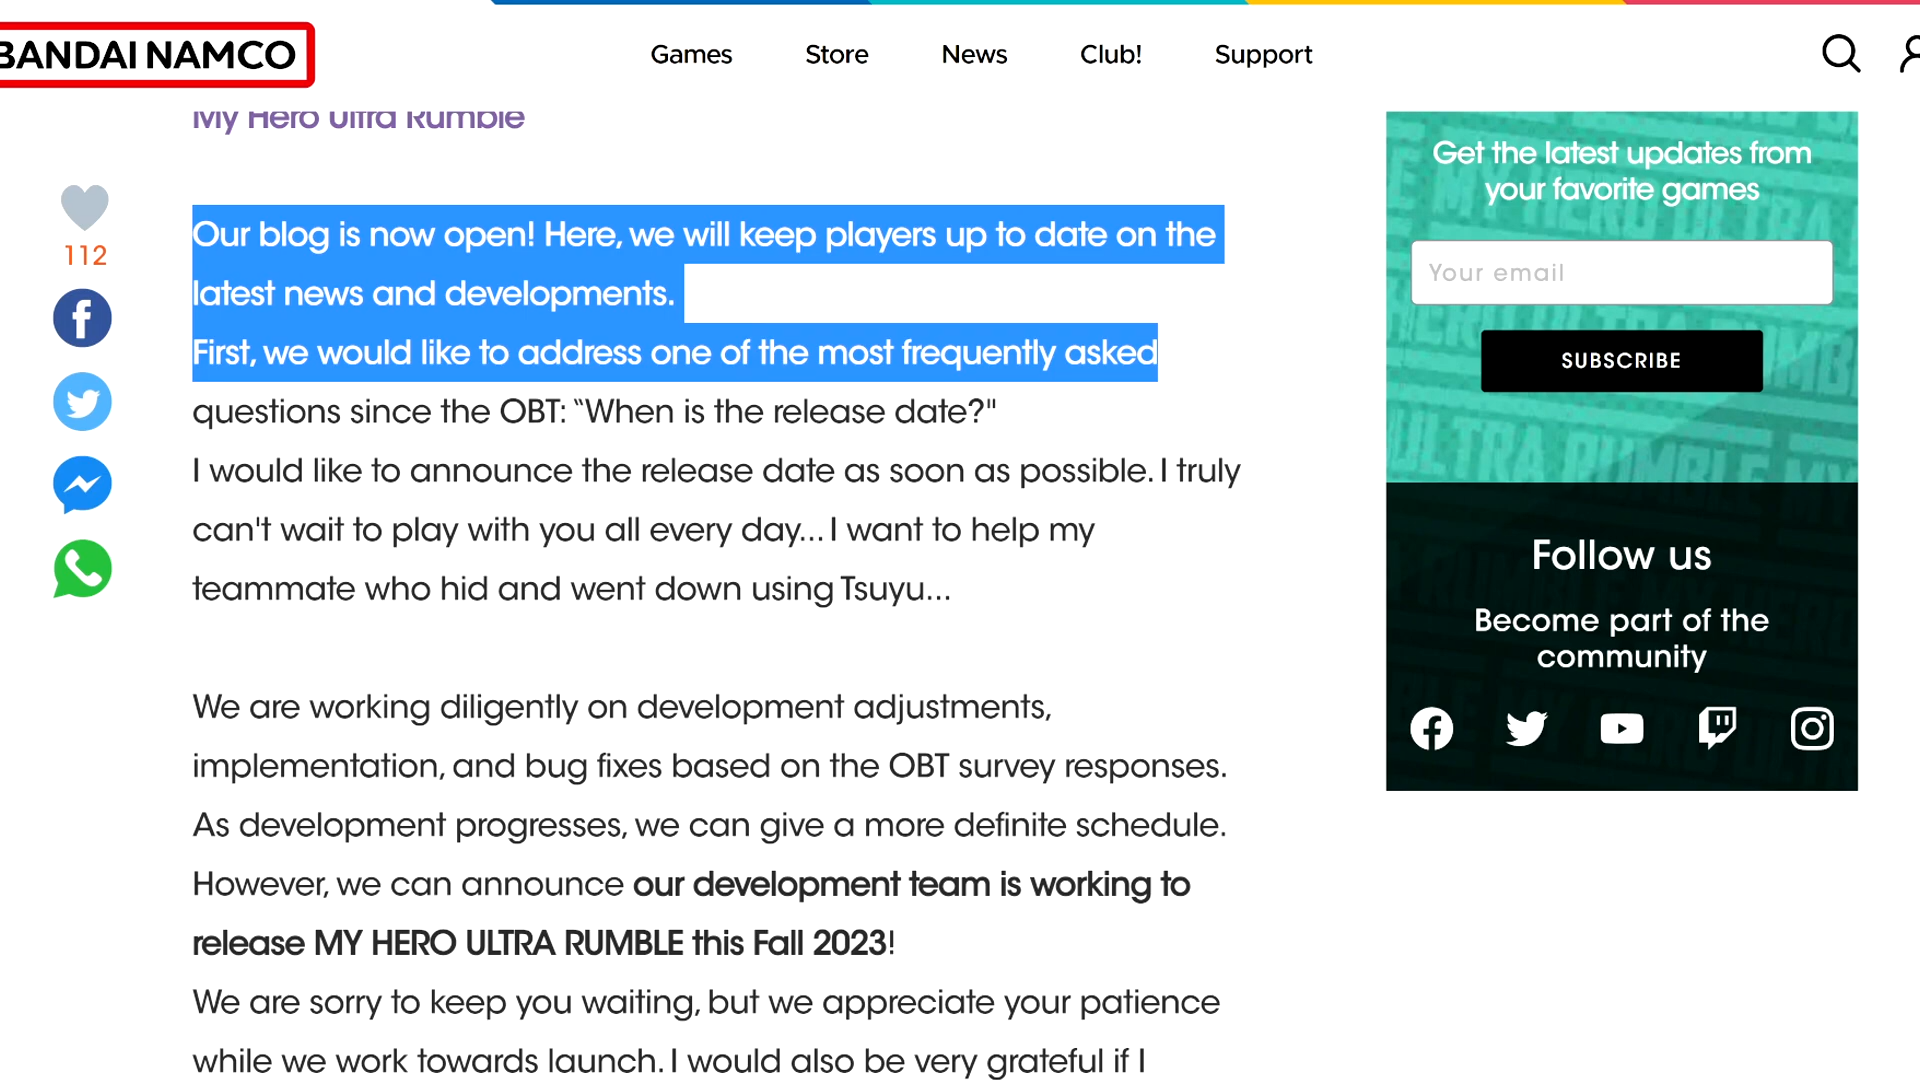 BANDAI NAMCO
Games
Store
News
Club!
Support
My Hero Ultra Rumble
112
Our blog is now open! Here, we will keep players up to date on the
latest news and developments.
First, we would like to address one of the most frequently asked
questions since the OBT: “When is the release date?"
I would like to announce the release date as soon as possible. I truly
can't wait to play with you all every day... I want to help my
teammate who hid and went down using Tsuyu...
We are working diligently on development adjustments,
implementation, and bug fixes based on the OBT survey responses.
As development progresses, we can give a more definite schedule.
However, we can announce our development team is working to
release MY HERO ULTRA RUMBLE this Fall 2023!
We are sorry to keep you waiting, but we appreciate your patience
while we work towards launch. I would also be very grateful if I
Get the latest updates from
your favorite games
Your email
SUBSCRIBE
Follow us
Become part of the
community